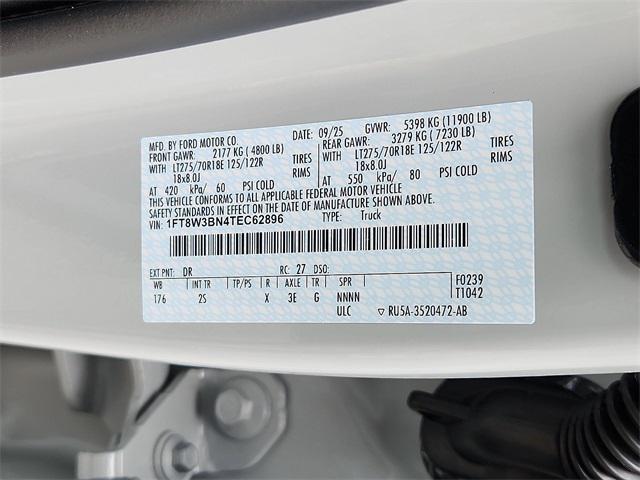 MFD. BY FORD MOTOR CO. DATE: 09/25 GVWR: 5398 KG (11900 LB)
FRONT GAWR: 2177 KG ( 4800 LB) REAR GAWR: 3279 KG ( 7230 LB)
WITH LT275/70R18E 125/122R TIRES WITH LT275/70R18E 125/122R TIRES
18x8.0J RIMS 18x8.0J RIMS
AT 420 kPa/ 60 PSI COLD AT 550 kPa/ 80 PSI COLD
THIS VEHICLE CONFORMS TO ALL APPLICABLE FEDERAL MOTOR VEHICLE
SAFETY STANDARDS IN EFFECT ON THE DATE OF MANUFACTURE SHOWN ABOVE.
VIN: 1FT8W3BN4TEC62896 TYPE: Truck
EXT PNT: DR RC: 27 DSO: F0239
WB INT TR TP/PS R AXLE TR SPR T1042
176 2S X 3E G NNNN
ULC ▽ RU5A-3520472-AB